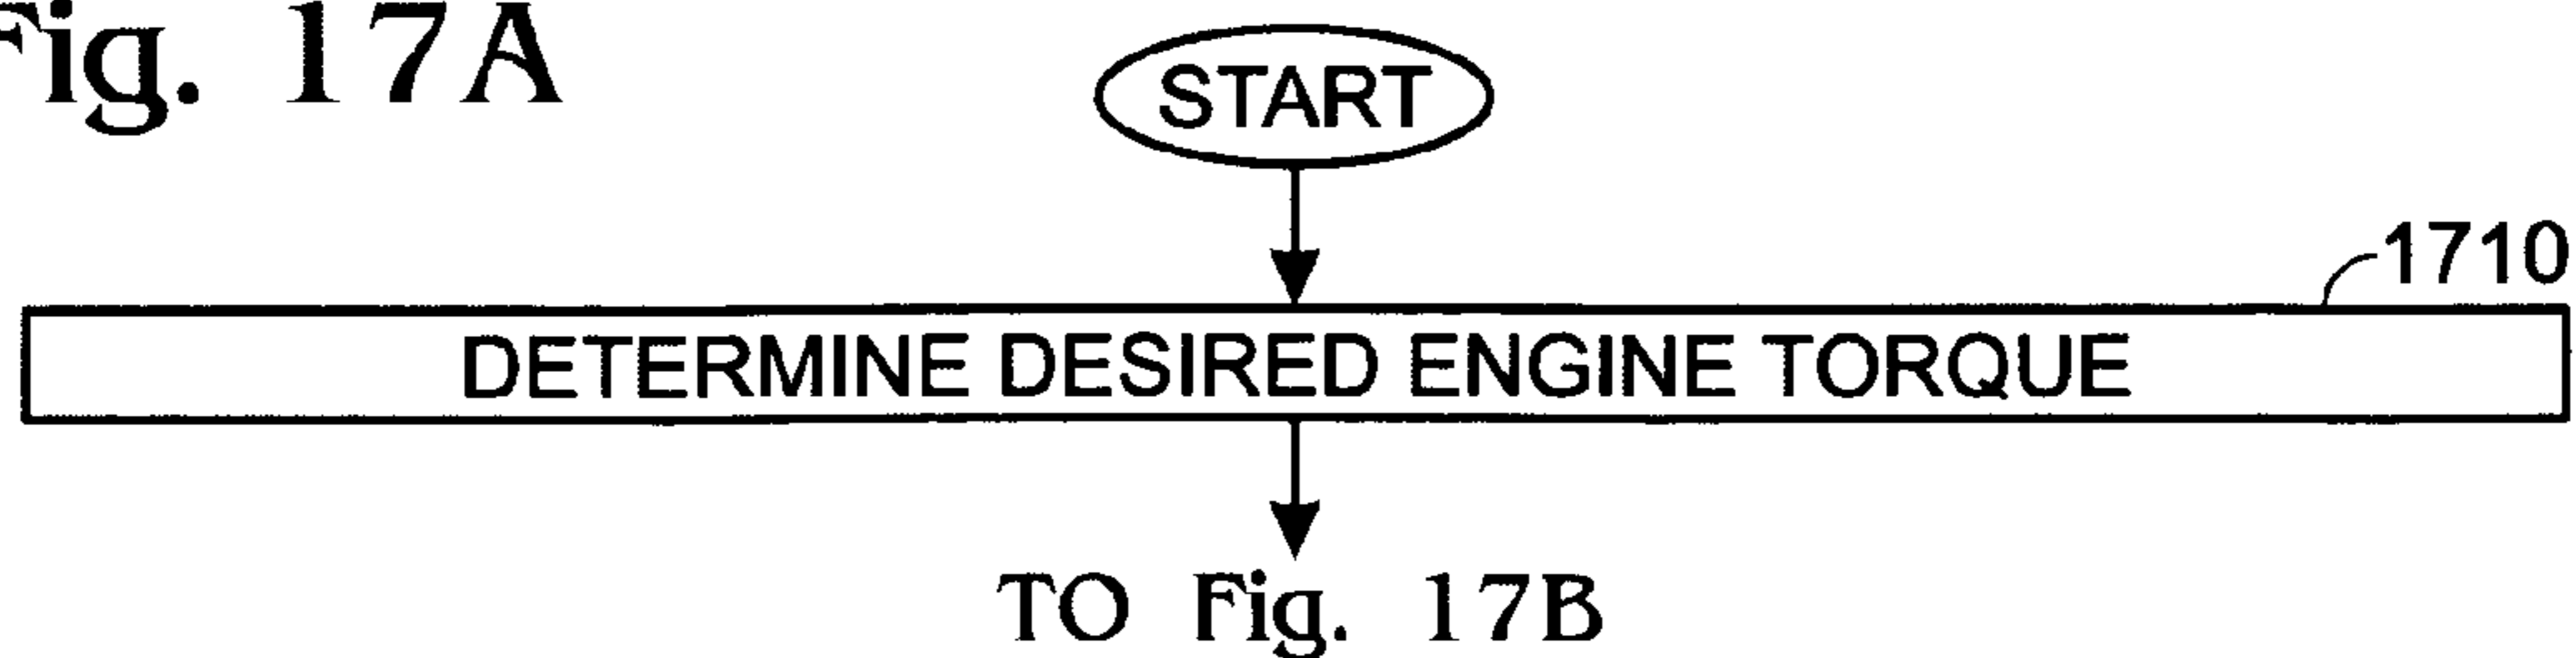 Fig. 17A
START
1710
DETERMINE DESIRED ENGINE TORQUE
TO Fig. 17B